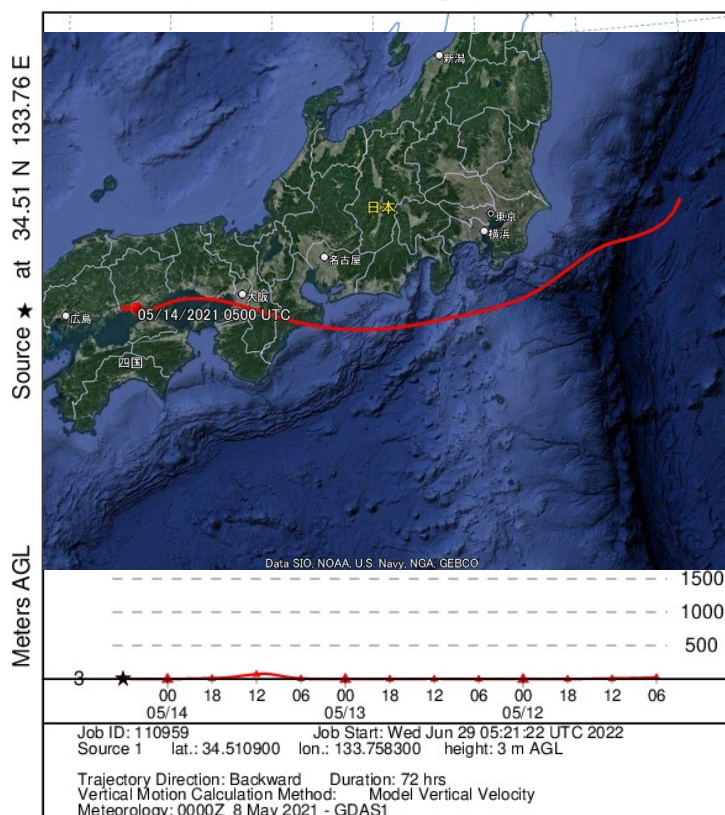 Source ★ at 34.51 N 133.76 E
新潟
日本
東京
横浜
名古屋
大阪
05/14/2021 0500 UTC
広島
四国
Data SIO, NOAA, U.S. Navy, NGA, GEBCO
Meters AGL
1500
1000
500
3
00 18 12 06 00 18 12 06 00 18 12 06
05/14 05/13 05/12
Job ID: 110959 Job Start: Wed Jun 29 05:21:22 UTC 2022
Source 1 lat.: 34.510900 lon.: 133.758300 height: 3 m AGL
Trajectory Direction: Backward Duration: 72 hrs
Vertical Motion Calculation Method: Model Vertical Velocity
Meteorology: 0000Z 8 May 2021 - GDAS1